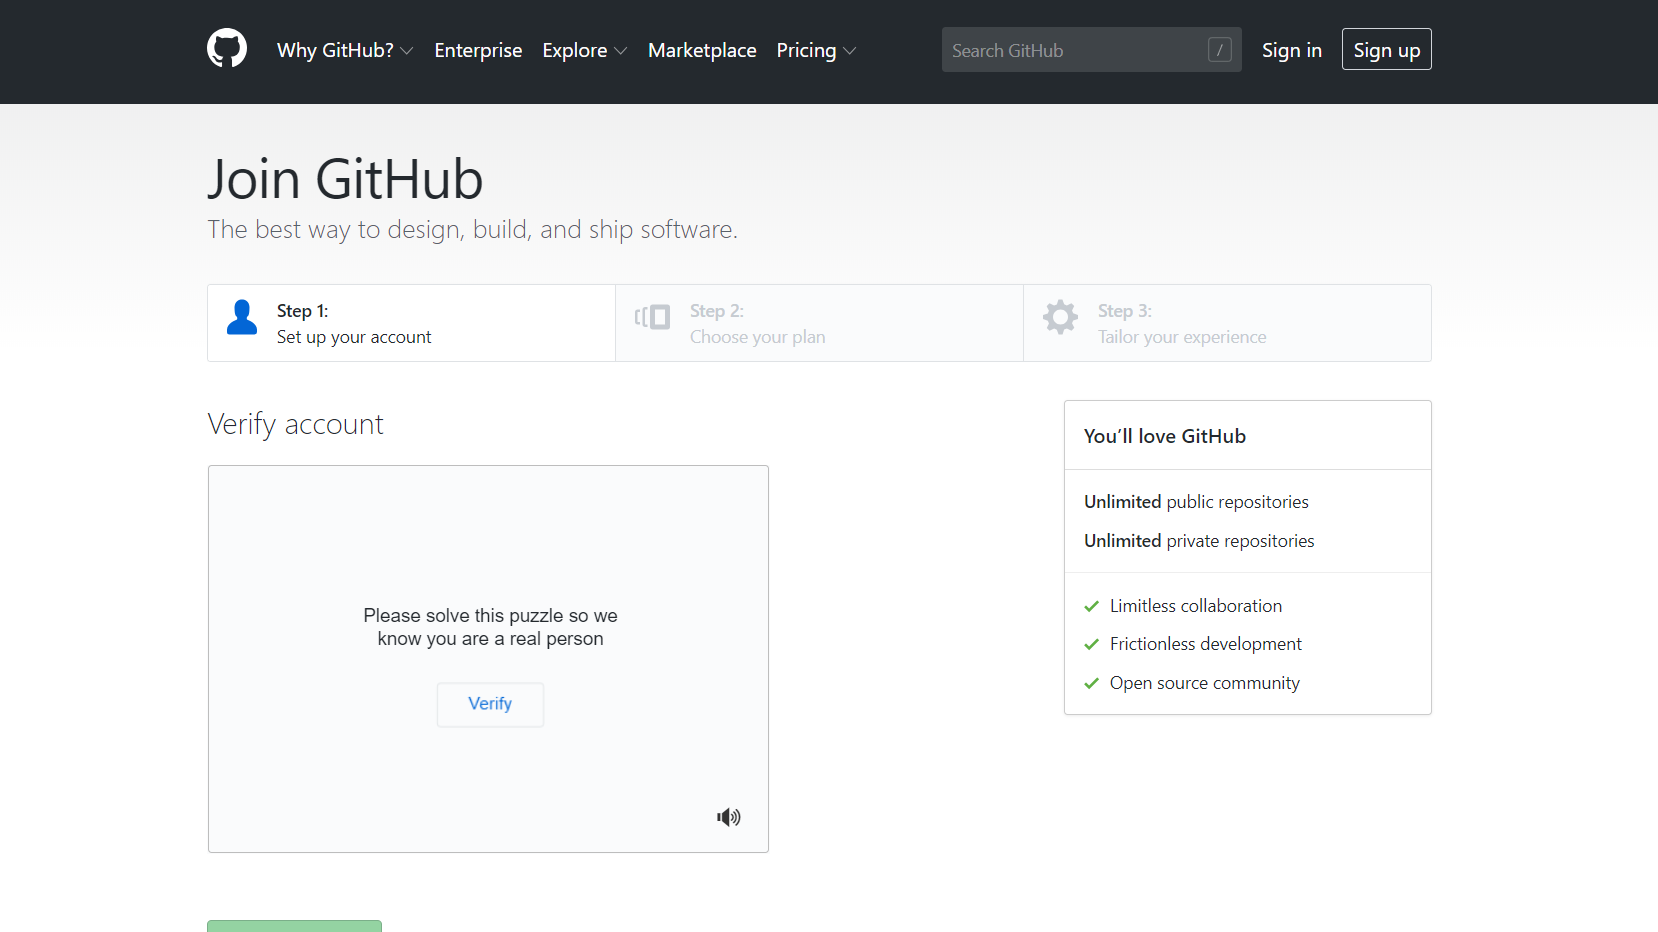 Why GitHub?
Enterprise
Explore
Marketplace
Pricing
Search GitHub
/
Sign in
Sign up
Join GitHub
The best way to design, build, and ship software.
Step 1:
Set up your account
Step 2:
Choose your plan
Step 3:
Tailor your experience
Verify account
Please solve this puzzle so we
know you are a real person
Verify
You’ll love GitHub
Unlimited public repositories
Unlimited private repositories
Limitless collaboration
Frictionless development
Open source community